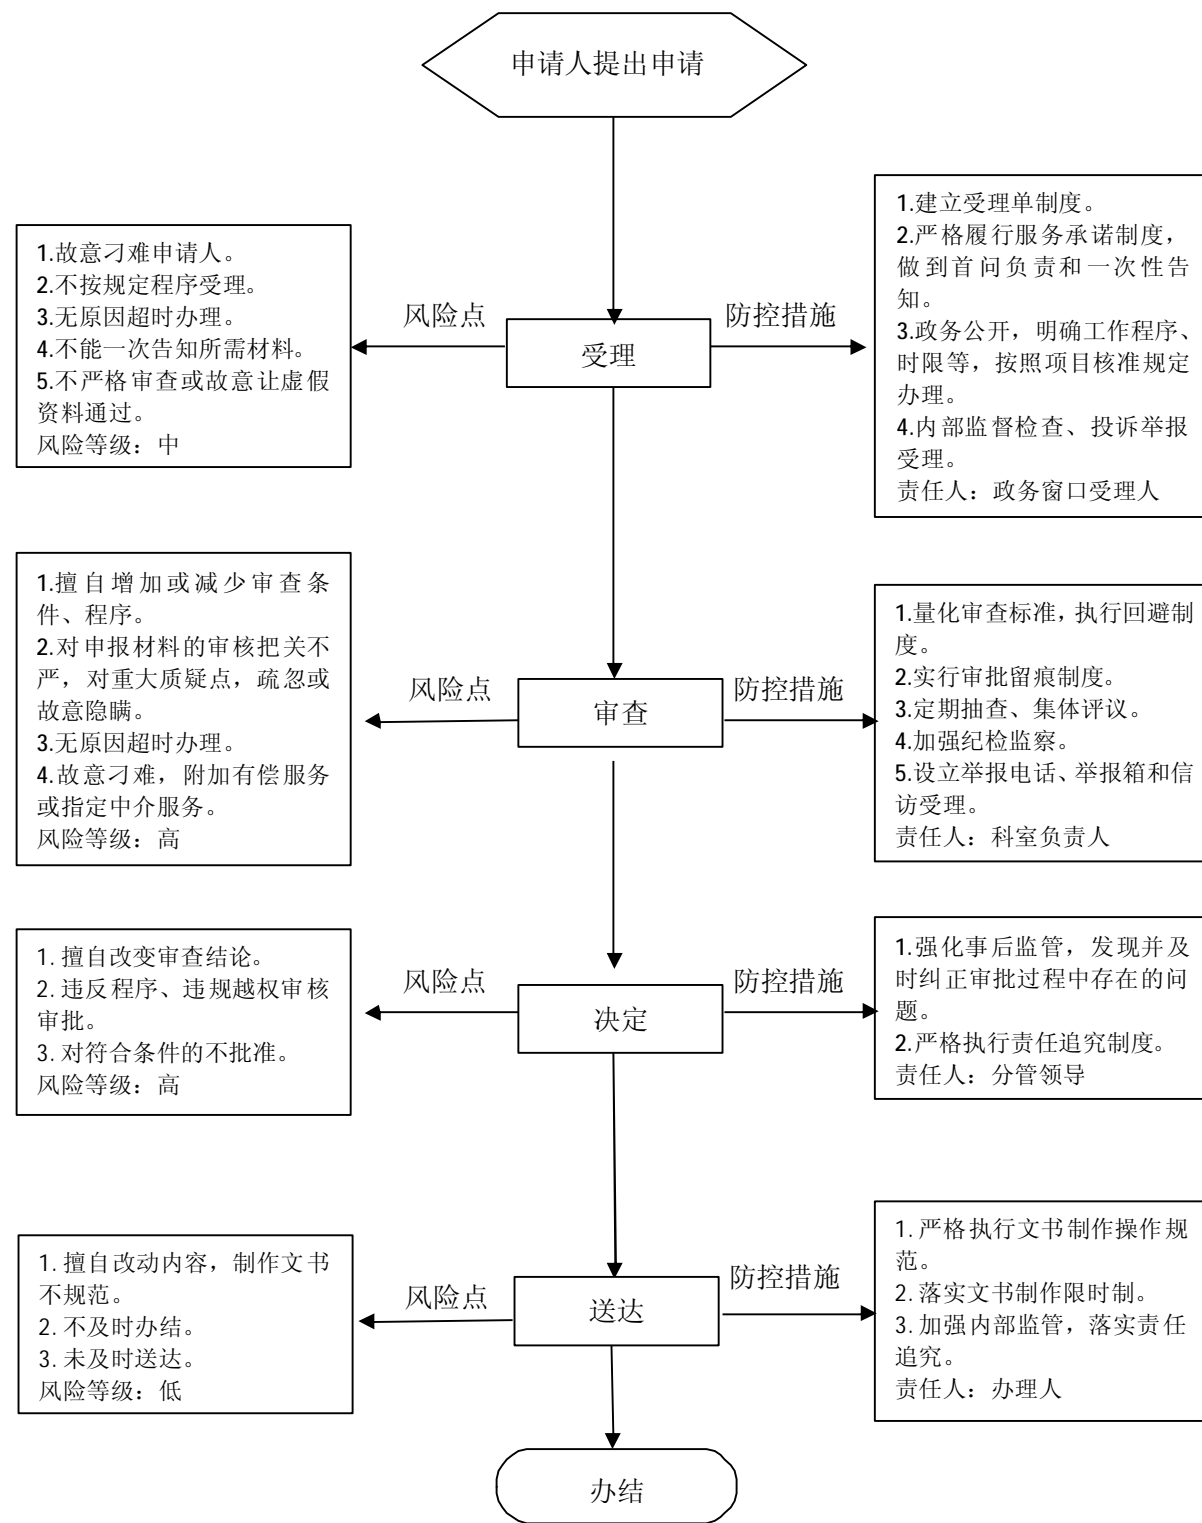 申请人提出申请
1.故意刁难申请人。
2.不按规定程序受理。
3.无原因超时办理。
4.不能一次告知所需材料。
5.不严格审查或故意让虚假
资料通过。
风险等级：中
风险点
受理
防控措施
1.建立受理单制度。
2.严格履行服务承诺制度，
做到首问负责和一次性告
知。
3.政务公开，明确工作程序、
时限等，按照项目核准规定
办理。
4.内部监督检查、投诉举报
受理。
责任人：政务窗口受理人
1.擅自增加或减少审查条
件、程序。
2.对申报材料的审核把关不
严，对重大质疑点，疏忽或
故意隐瞒。
3.无原因超时办理。
4.故意刁难，附加有偿服务
或指定中介服务。
风险等级：高
风险点
审查
防控措施
1.量化审查标准，执行回避制
度。
2.实行审批留痕制度。
3.定期抽查、集体评议。
4.加强纪检监察。
5.设立举报电话、举报箱和信
访受理。
责任人：科室负责人
1. 擅自改变审查结论。
2. 违反程序、违规越权审核
审批。
3. 对符合条件的不批准。
风险等级：高
风险点
决定
防控措施
1.强化事后监管，发现并及
时纠正审批过程中存在的问
题。
2.严格执行责任追究制度。
责任人：分管领导
1. 擅自改动内容，制作文书
不规范。
2. 不及时办结。
3. 未及时送达。
风险等级：低
风险点
送达
防控措施
1. 严格执行文书制作操作规
范。
2. 落实文书制作限时制。
3. 加强内部监管，落实责任
追究。
责任人：办理人
办结